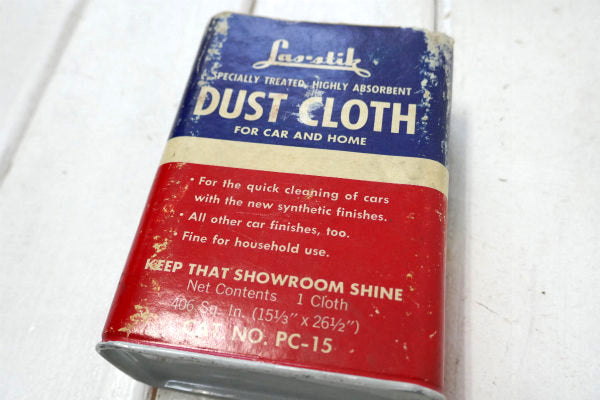 Las-stik
SPECIALLY TREATED, HIGHLY ABSORBENT
DUST CLOTH
FOR CAR AND HOME
• For the quick cleaning of cars
with the new synthetic finishes.
• All other car finishes, too.
• Fine for household use.
KEEP THAT SHOWROOM SHINE
Net Contents 1 Cloth
406 Sq. In. (15⅓" x 26½")
CAT. NO. PC-15